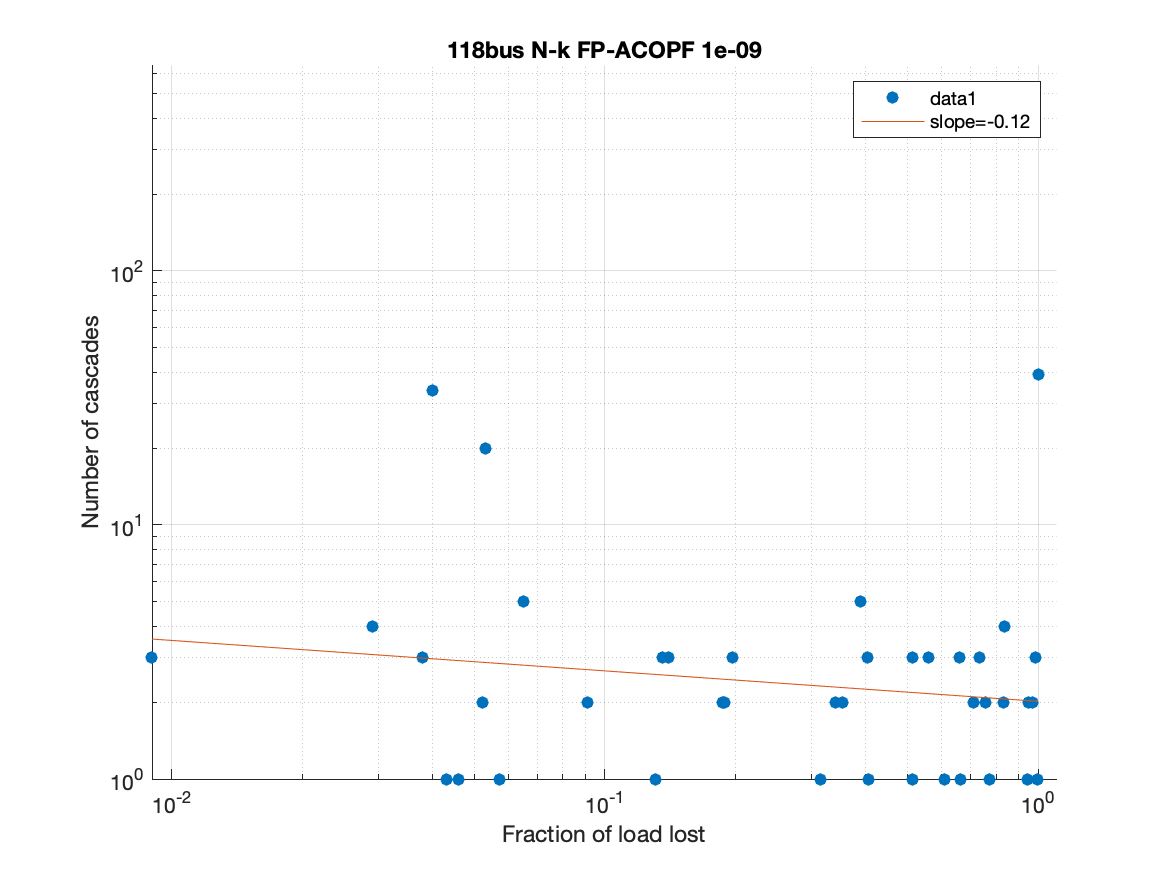 118bus N-k FP-ACOPF 1e-09
data1
slope=-0.12
10^2
10^1
10^0
Number of cascades
10^-2
10^-1
10^0
Fraction of load lost